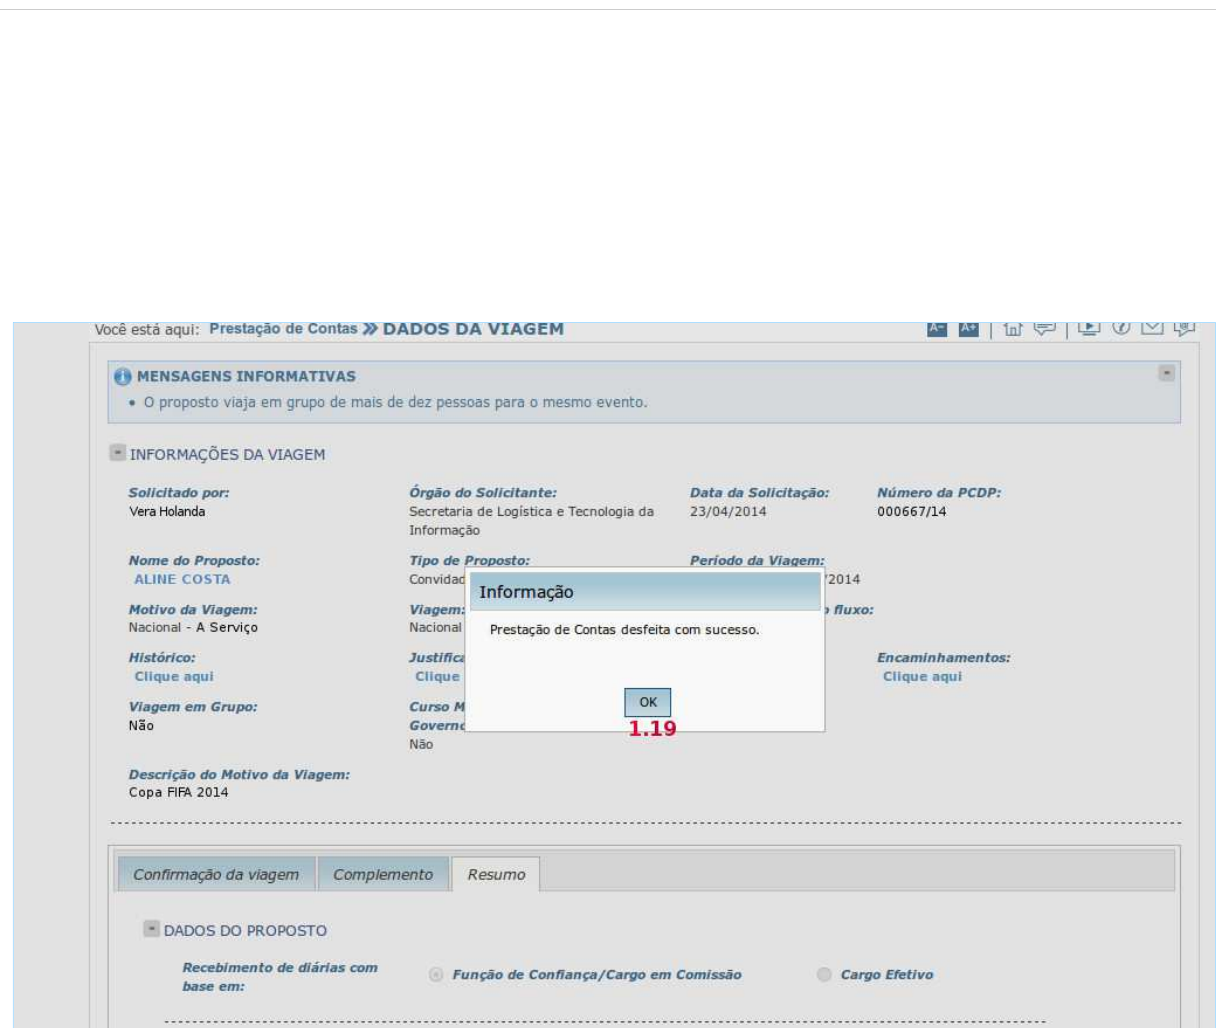 Você está aqui: Prestação de Contas » DADOS DA VIAGEM
A- A+
MENSAGENS INFORMATIVAS
• O proposto viaja em grupo de mais de dez pessoas para o mesmo evento.
INFORMAÇÕES DA VIAGEM
Solicitado por: Órgão do Solicitante: Data da Solicitação: Número da PCDP:
Vera Holanda Secretaria de Logística e Tecnologia da 23/04/2014 000667/14
Informação
Nome do Proposto: Tipo de Proposto: Período da Viagem:
ALINE COSTA Convidad /2014
Motivo da Viagem: Viagem: fluxo:
Nacional - A Serviço Nacional
Histórico: Justifica Encaminhamentos:
Clique aqui Clique Clique aqui
Viagem em Grupo: Curso M
Não Governo
Não
Informação
Prestação de Contas desfeita com sucesso.
OK
1.19
Descrição do Motivo da Viagem:
Copa FIFA 2014
Confirmação da viagem Complemento Resumo
DADOS DO PROPOSTO
Recebimento de diárias com Função de Confiança/Cargo em Comissão Cargo Efetivo
base em: